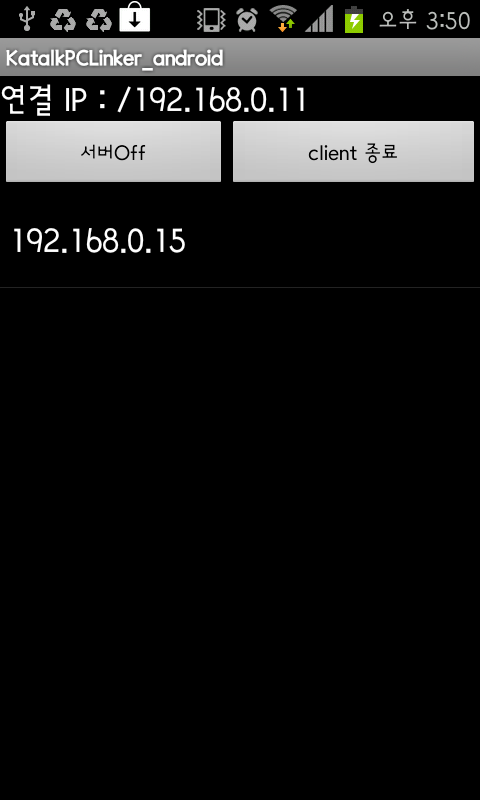 오후 3:50
KatalkPCLinker_android
연결 IP : /192.168.0.11
서버Off
client 종료
192.168.0.15